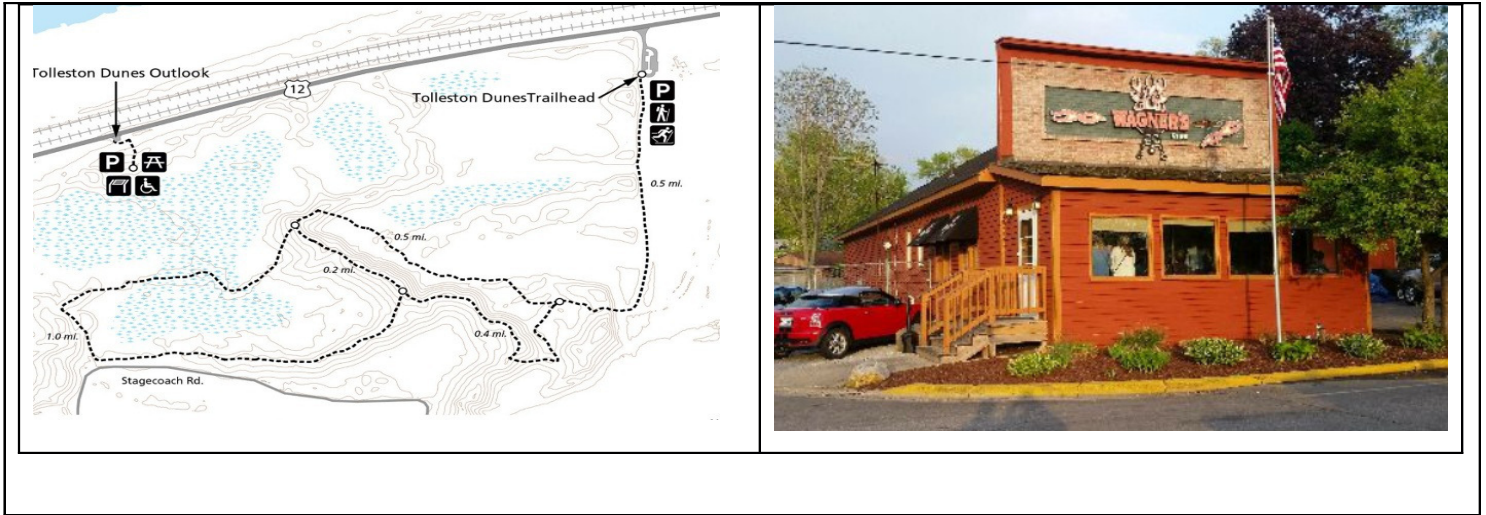 Tolleston Dunes Outlook
12
Tolleston DunesTrailhead
P
P
0.5 mi.
0.5 mi.
0.2 mi.
0.4 mi.
1.0 mi.
Stagecoach Rd.
WAGNER'S